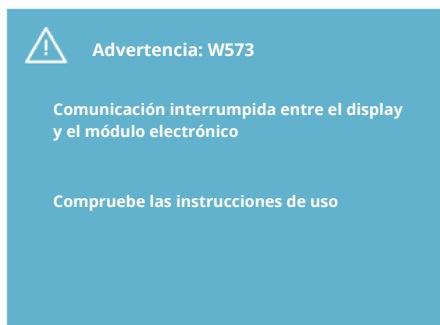 Advertencia: W573
Comunicación interrumpida entre el display
y el módulo electrónico
Compruebe las instrucciones de uso